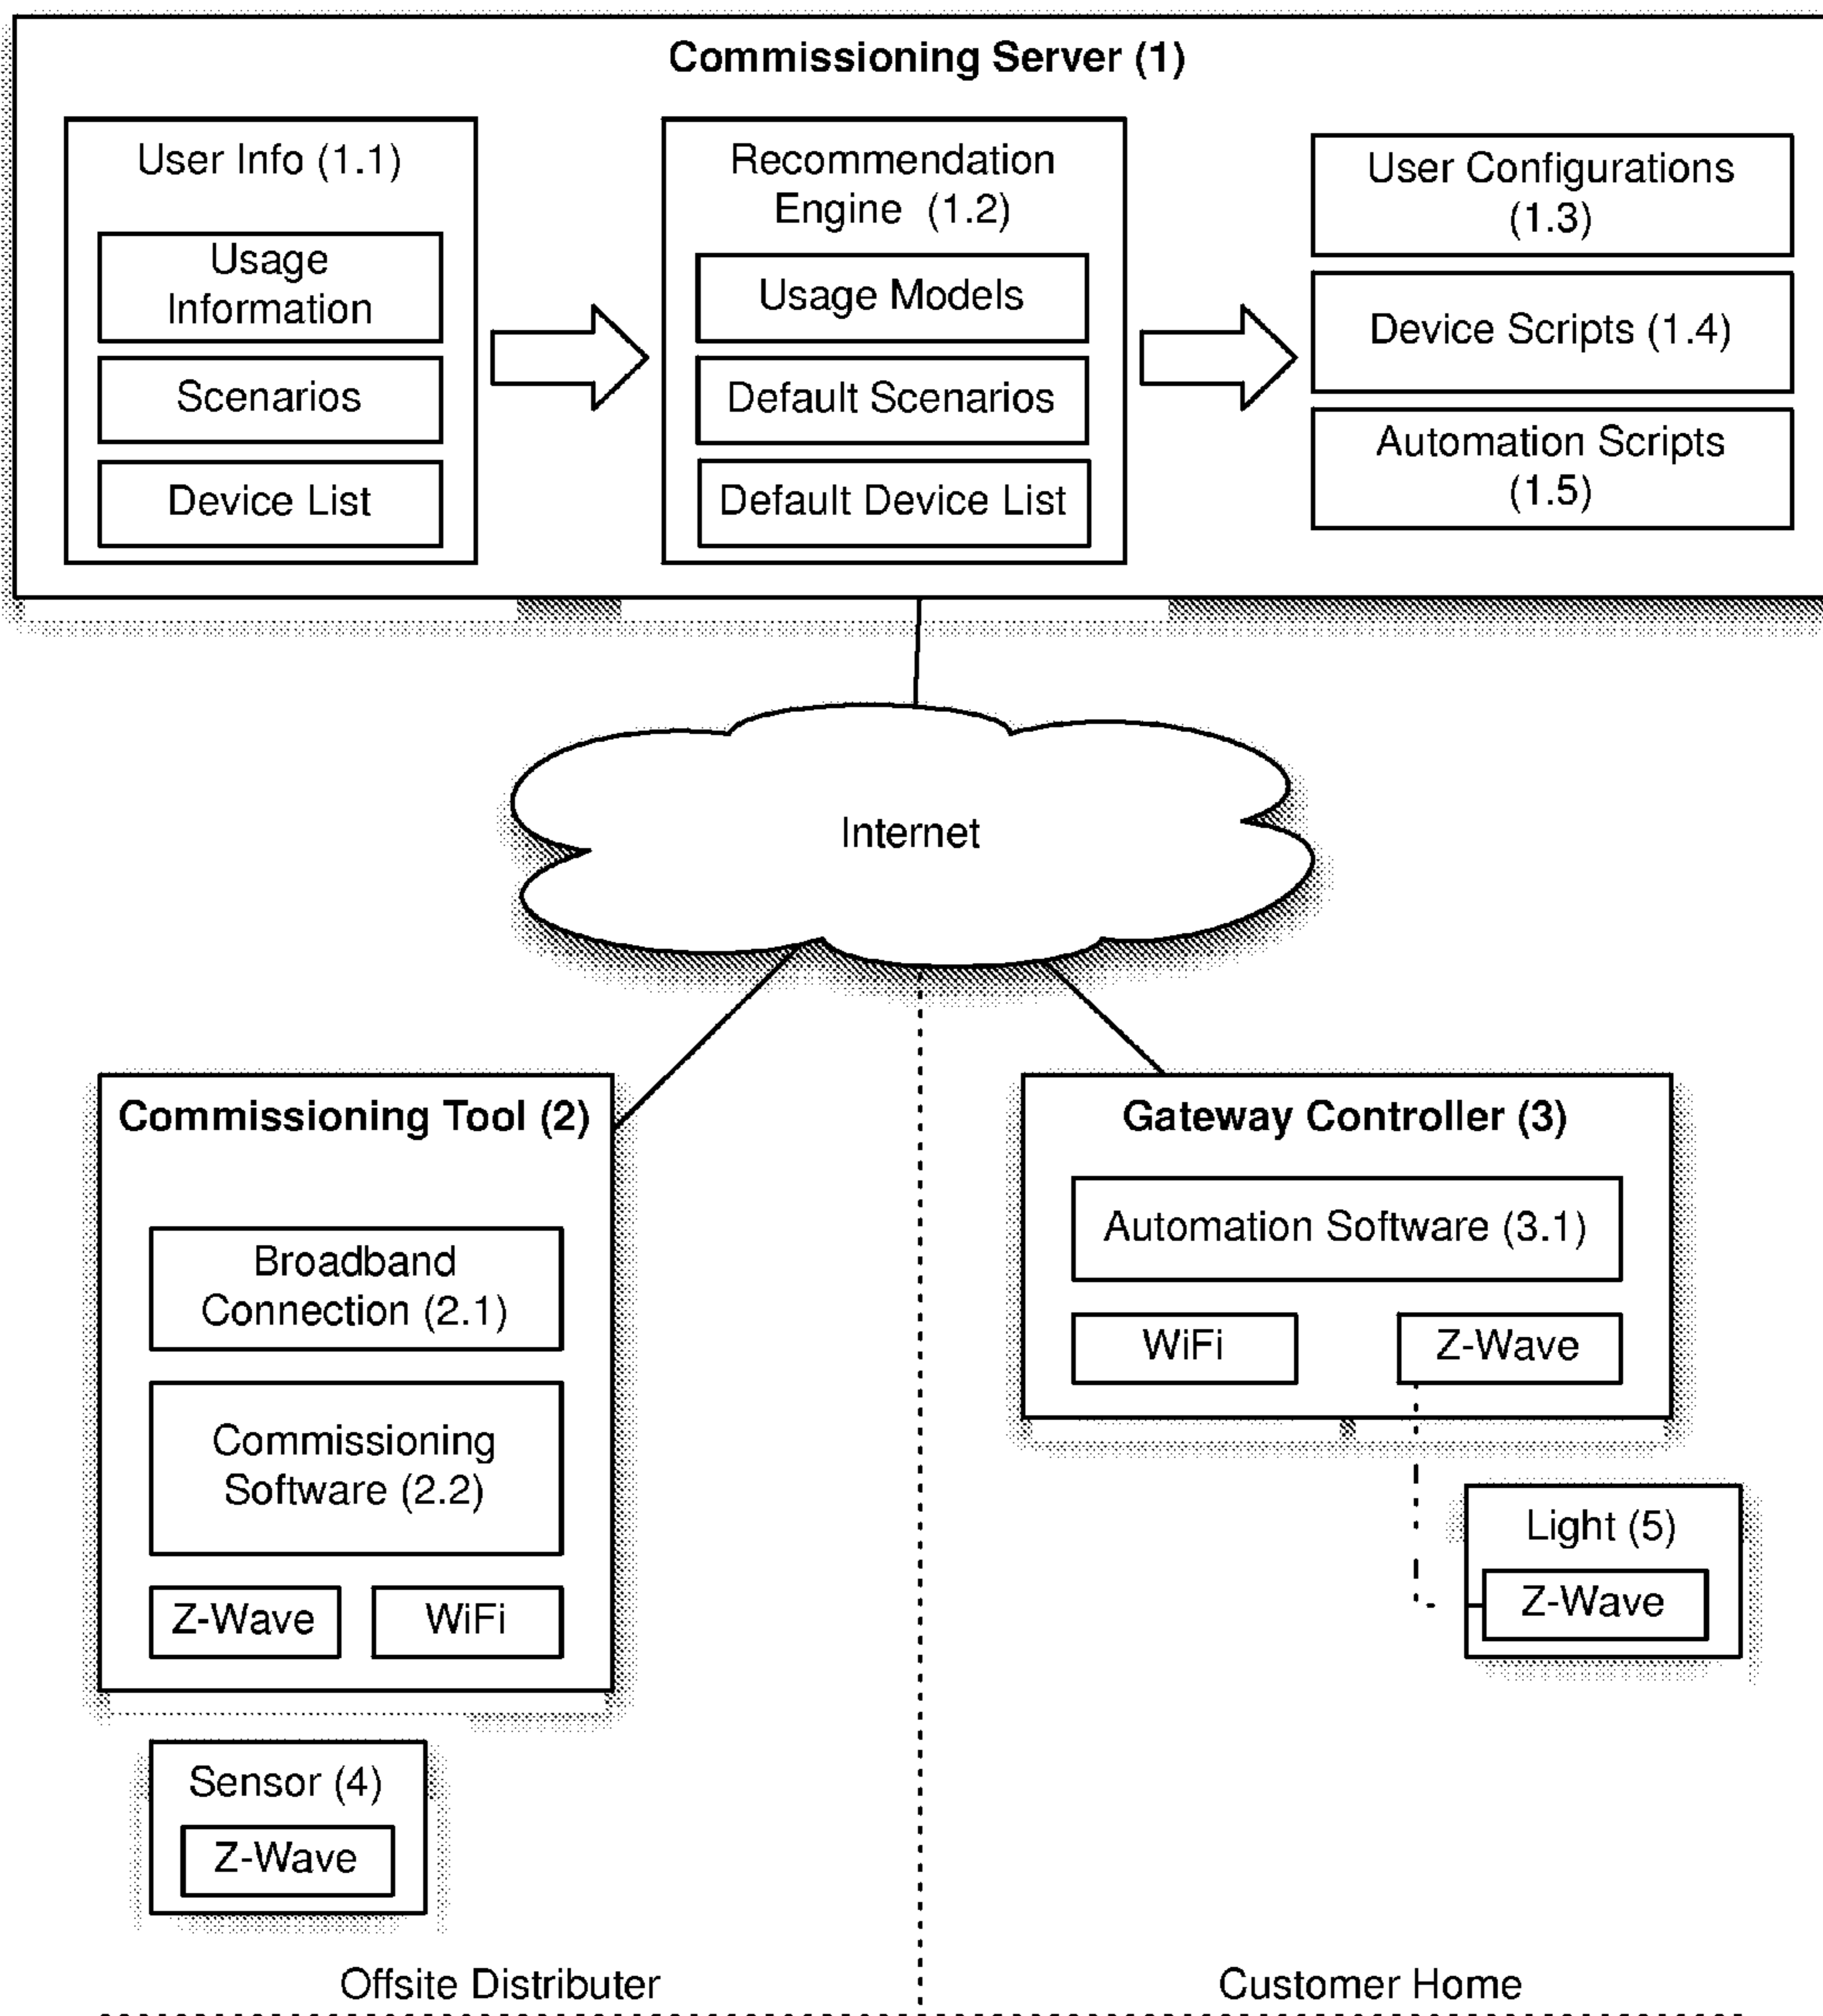 Commissioning Server (1)
User Info (1.1)
Usage
Information
Scenarios
Device List
Recommendation
Engine (1.2)
Usage Models
Default Scenarios
Default Device List
User Configurations
(1.3)
Device Scripts (1.4)
Automation Scripts
(1.5)
Internet
Commissioning Tool (2)
Broadband
Connection (2.1)
Commissioning
Software (2.2)
Z-Wave
WiFi
Sensor (4)
Z-Wave
Offsite Distributer
Gateway Controller (3)
Automation Software (3.1)
WiFi
Z-Wave
Light (5)
Z-Wave
Customer Home